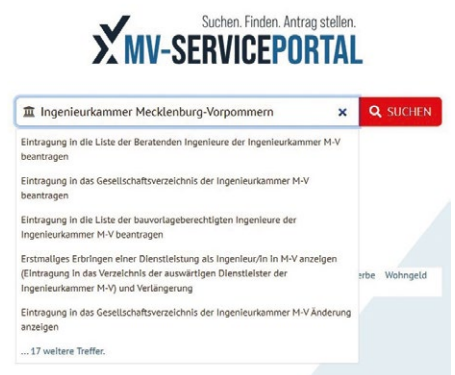 Suchen. Finden. Antrag stellen.
MV-SERVICEPORTAL
Ingenieurkammer Mecklenburg-Vorpommern
SUCHEN
Eintragung in die Liste der Beratenden Ingenieure der Ingenieurkammer M-V
beantragen
Eintragung in das Gesellschaftsverzeichnis der Ingenieurkammer M-V
beantragen
Eintragung in die Liste der bauvorlageberechtigten Ingenieure der
Ingenieurkammer M-V beantragen
Erstmaliges Erbringen einer Dienstleistung als Ingenieur/in in M-V anzeigen
(Eintragung in das Verzeichnis der auswärtigen Dienstleister der
Ingenieurkammer M-V) und Verlängerung
erbe Wohngeld
Eintragung in das Gesellschaftsverzeichnis der Ingenieurkammer M-V Änderung
anzeigen
... 17 weitere Treffer.